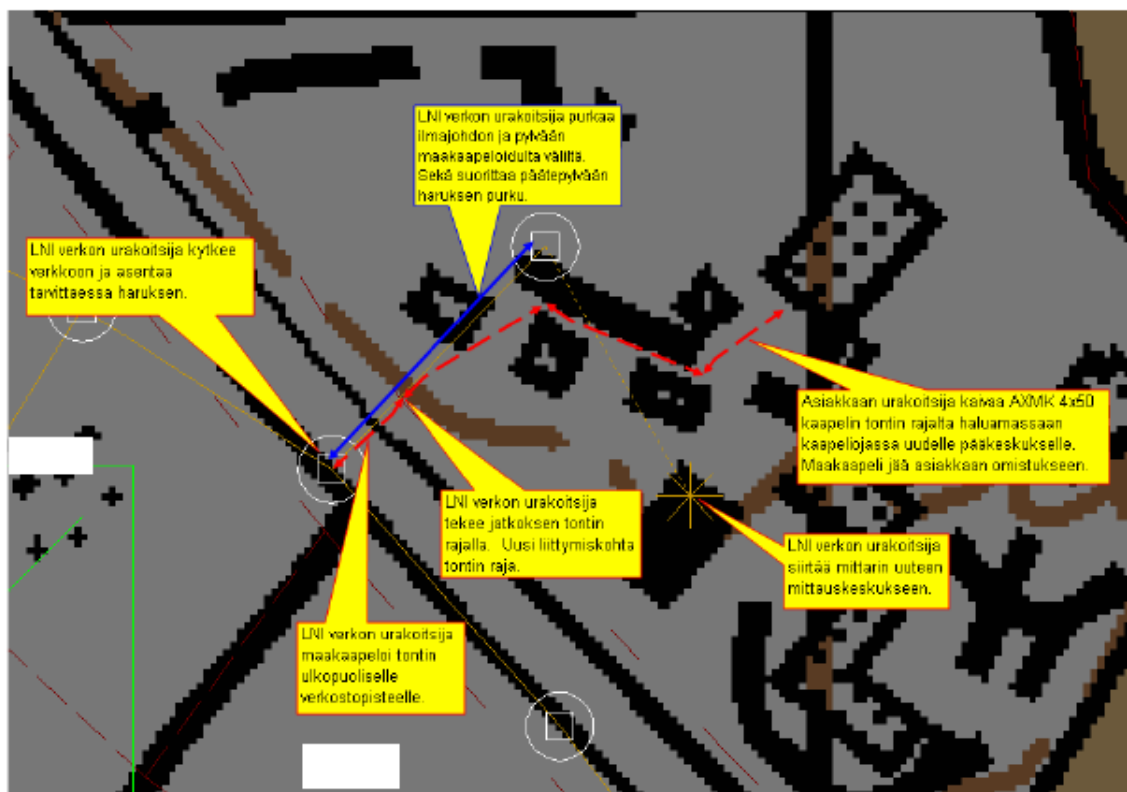 LNI verkon urakoitsija purkaa
ilmajohdon ja pylvään
maakaapeloidulta väliltä.
Sekä suorittaa päätepylvään
haruksen purku.
LNI verkon urakoitsija kytkee
verkkoon ja asentaa
tarvittaessa haruksen.
Asiakkaan urakoitsija kaivaa AXMK 4x50
kaapelin tontin rajalta haluamassaan
kaapeliojassa uudelle pääkeskukselle.
Maakaapeli jää asiakkaan omistukseen.
LNI verkon urakoitsija
tekee jatkoksen tontin
rajalla. Uusi liittymiskohta
tontin raja.
LNI verkon urakoitsija
siirtää mittarin uuteen
mittauskeskukseen.
LNI verkon urakoitsija
maakaapeloi tontin
ulkopuoliselle
verkostopisteelle.